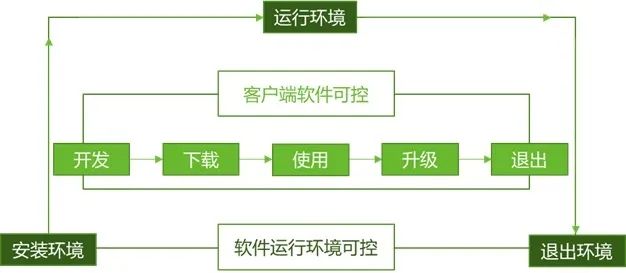 运行环境
客户端软件可控
开发
下载
使用
升级
退出
安装环境
软件运行环境可控
退出环境